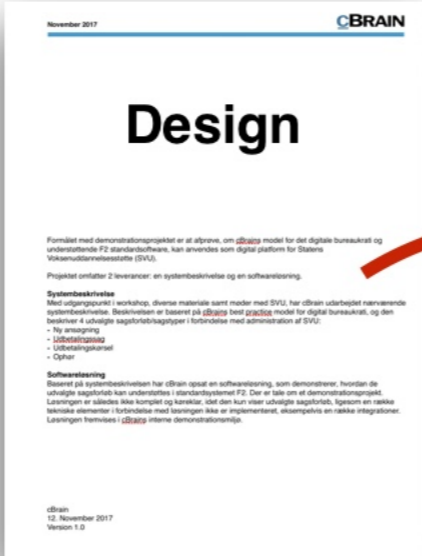 November 2017
cBRAIN
Design
Formålet med demonstrationsprojektet er at afprøve, om cBrains model for det digitale bureaukrati og
understøttende F2 standardsoftware, kan anvendes som digital platform for Statens
Voksenuddannelsesstøtte (SVU).
Projektet omfatter 2 leverancer: en systembeskrivelse og en softwareløsning.
Systembeskrivelse
Med udgangspunkt i workshop, diverse materiale samt møder med SVU, har cBrain udarbejdet nærværende
systembeskrivelse. Beskrivelsen er baseret på cBrains best practice model for digital bureaukrati, og den
beskriver 4 udvalgte sagsforløb/sagstyper i forbindelse med administration af SVU:
- Ny ansøgning
- Udbetalingssag
- Udbetalingskørsel
- Ophør
Softwareløsning
Baseret på systembeskrivelsen har cBrain opsat en softwareløsning, som demonstrerer, hvordan de
udvalgte sagsforløb kan understøttes i standardsystemet F2. Der er tale om et demonstrationsprojekt.
Løsningen er således ikke komplet og køreklar, idet den kun viser udvalgte sagsforløb, ligesom en række
tekniske elementer i forbindelse med løsningen ikke er implementeret, eksempelvis en række integrationer.
Løsningen fremvises i cBrains interne demonstrationsmiljø.
cBrain
12. November 2017
Version 1.0